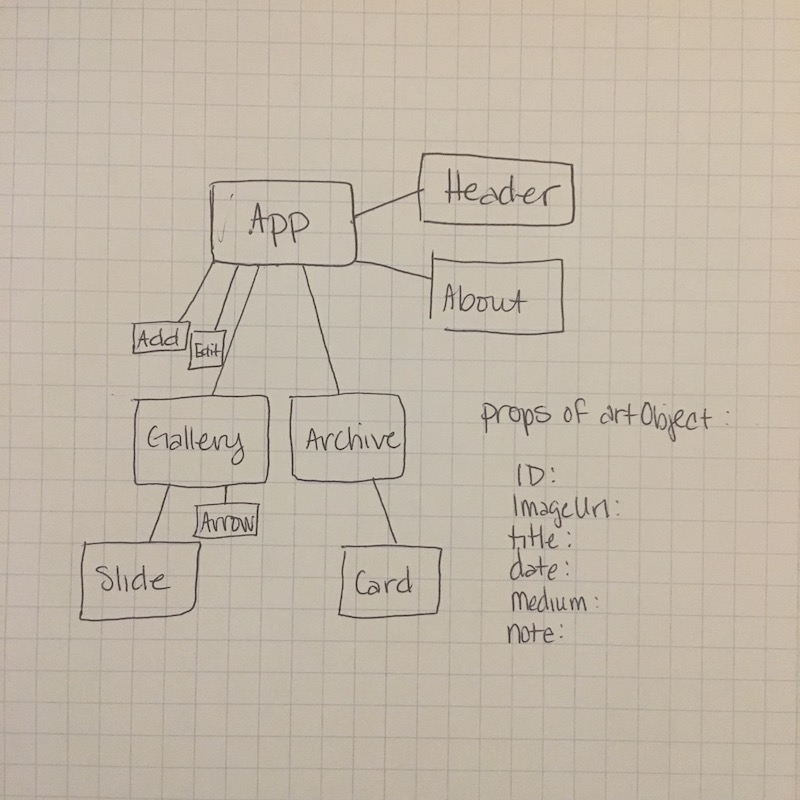 Header
App
About
Add
Edit
Gallery
Archive
Arrow
Slide
Card
props of artObject:
ID:
ImageUrl:
title:
date:
Medium:
note: